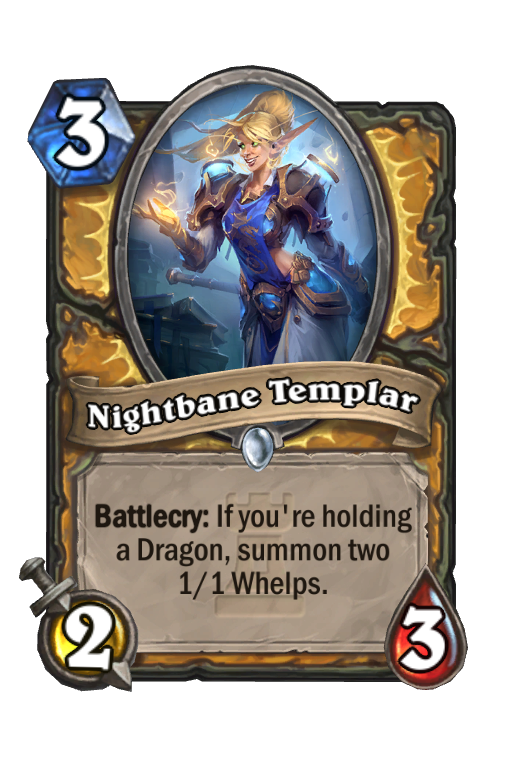 3
Nightbane Templar
Battlecry: If you're holding
a Dragon, summon two
1/1 Whelps.
2
3